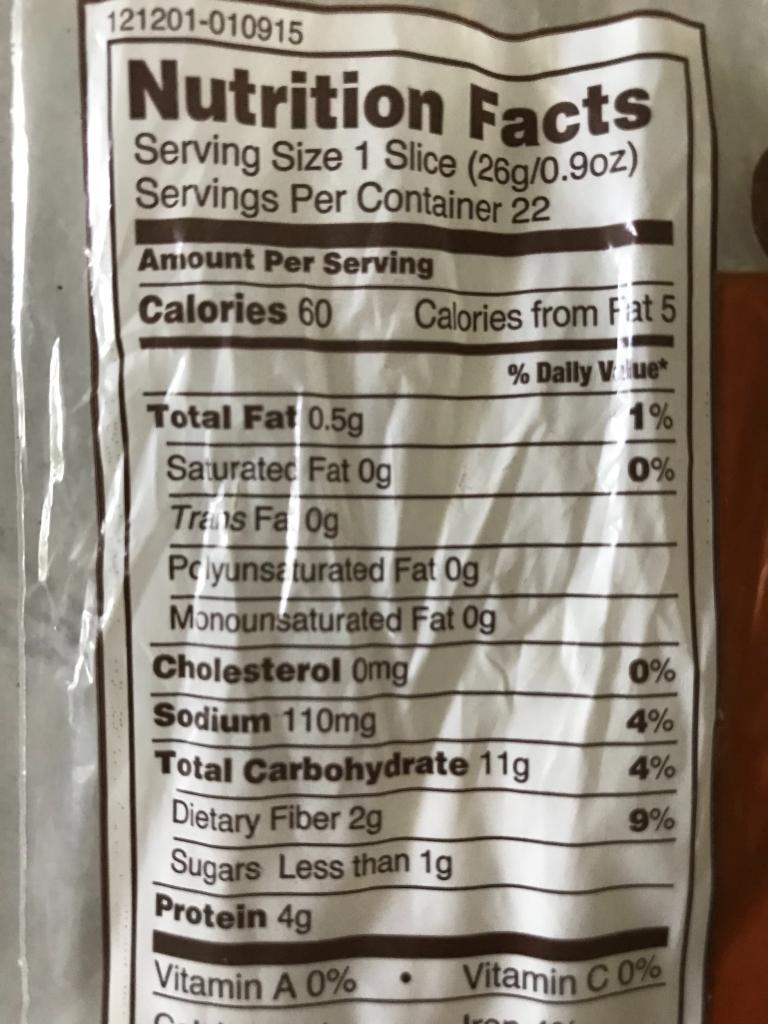 121201-010915
Nutrition Facts
Serving Size 1 Slice (26g/0.9oz)
Servings Per Container 22
Amount Per Serving
Calories 60 Calories from Fat 5
% Daily Value*
Total Fat 0.5g 1%
Saturated Fat 0g 0%
Trans Fat 0g
Polyunsaturated Fat 0g
Monounsaturated Fat 0g
Cholesterol 0mg 0%
Sodium 110mg 4%
Total Carbohydrate 11g 4%
Dietary Fiber 2g 9%
Sugars Less than 1g
Protein 4g
Vitamin A 0% • Vitamin C 0%
Iron